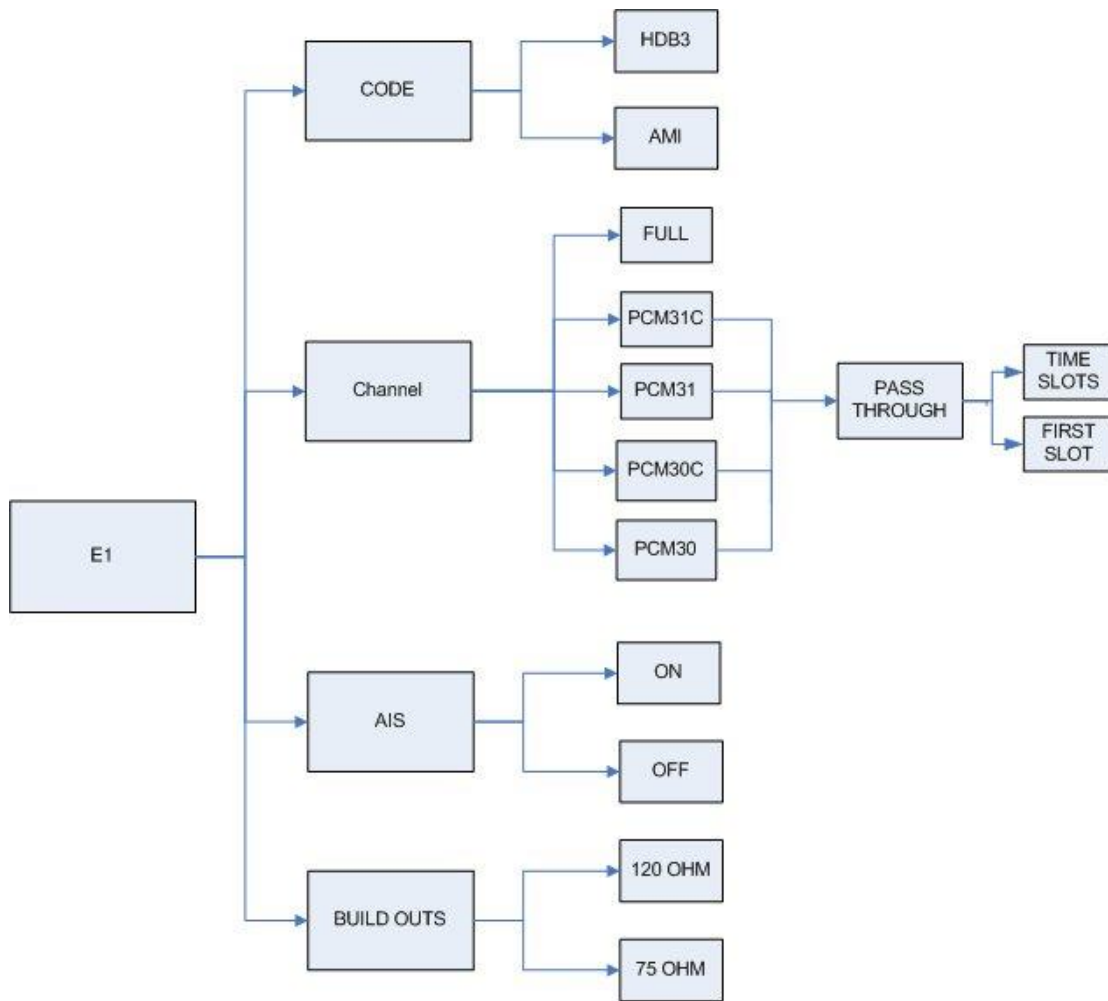 HDB3
CODE
AMI
FULL
PCM31C
Channel
PCM31
PASS
THROUGH
TIME
SLOTS
FIRST
SLOT
PCM30C
PCM30
E1
ON
AIS
OFF
120 OHM
BUILD OUTS
75 OHM